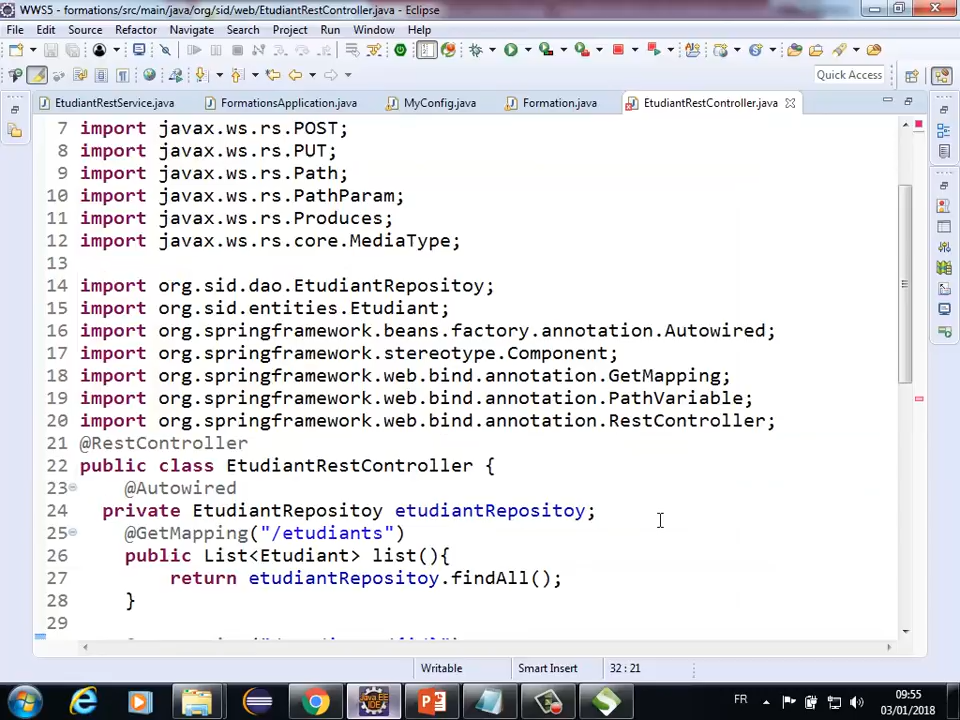 WWS5 - formations/src/main/java/org/sid/web/EtudiantRestController.java - Eclipse
File Edit Source Refactor Navigate Search Project Run Window Help
Quick Access
EtudiantRestService.java FormationsApplication.java MyConfig.java Formation.java EtudiantRestController.java
7 import javax.ws.rs.POST;
8 import javax.ws.rs.PUT;
9 import javax.ws.rs.Path;
10 import javax.ws.rs.PathParam;
11 import javax.ws.rs.Produces;
12 import javax.ws.rs.core.MediaType;
13
14 import org.sid.dao.EtudiantRepositoy;
15 import org.sid.entities.Etudiant;
16 import org.springframework.beans.factory.annotation.Autowired;
17 import org.springframework.stereotype.Component;
18 import org.springframework.web.bind.annotation.GetMapping;
19 import org.springframework.web.bind.annotation.PathVariable;
20 import org.springframework.web.bind.annotation.RestController;
21 @RestController
22 public class EtudiantRestController {
23 @Autowired
24 private EtudiantRepositoy etudiantRepositoy;
25 @GetMapping("/etudiants")
26 public List<Etudiant> list(){
27 return etudiantRepositoy.findAll();
28 }
29
Writable Smart Insert 32 : 21
FR 09:55
03/01/2018